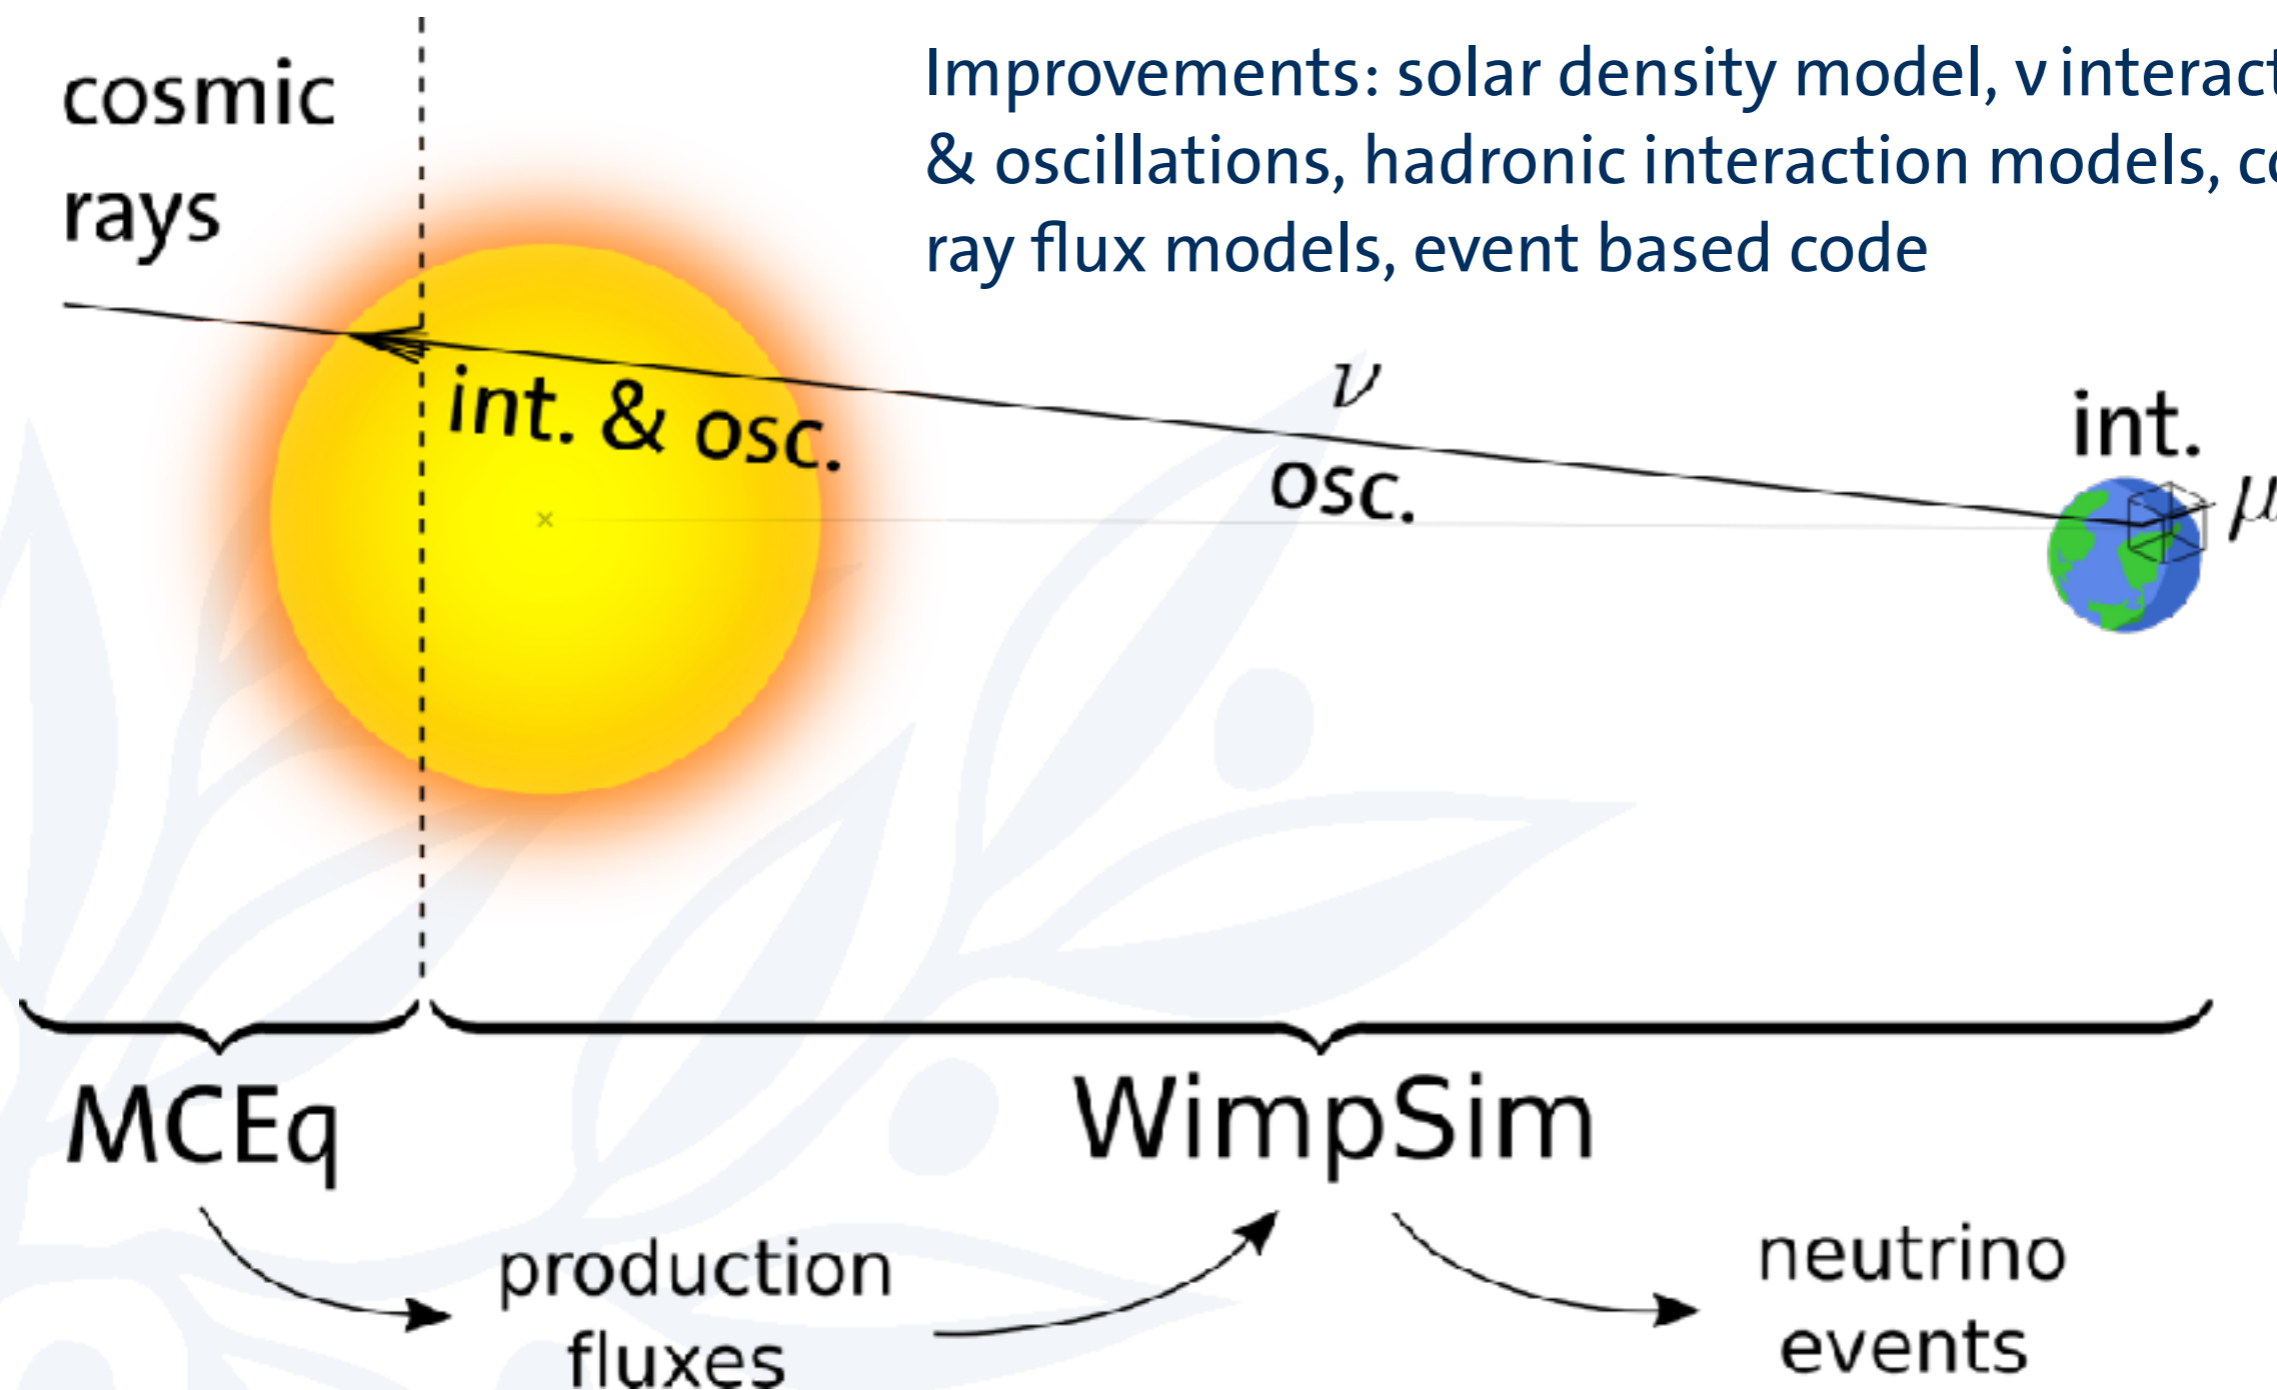 cosmic
rays
Improvements: solar density model, ν
& oscillations, hadronic interaction models,
ray flux models, event based code
int. & osc.
ν
osc.
int.
μ
MCEq
WimpSim
production
fluxes
neutrino
events